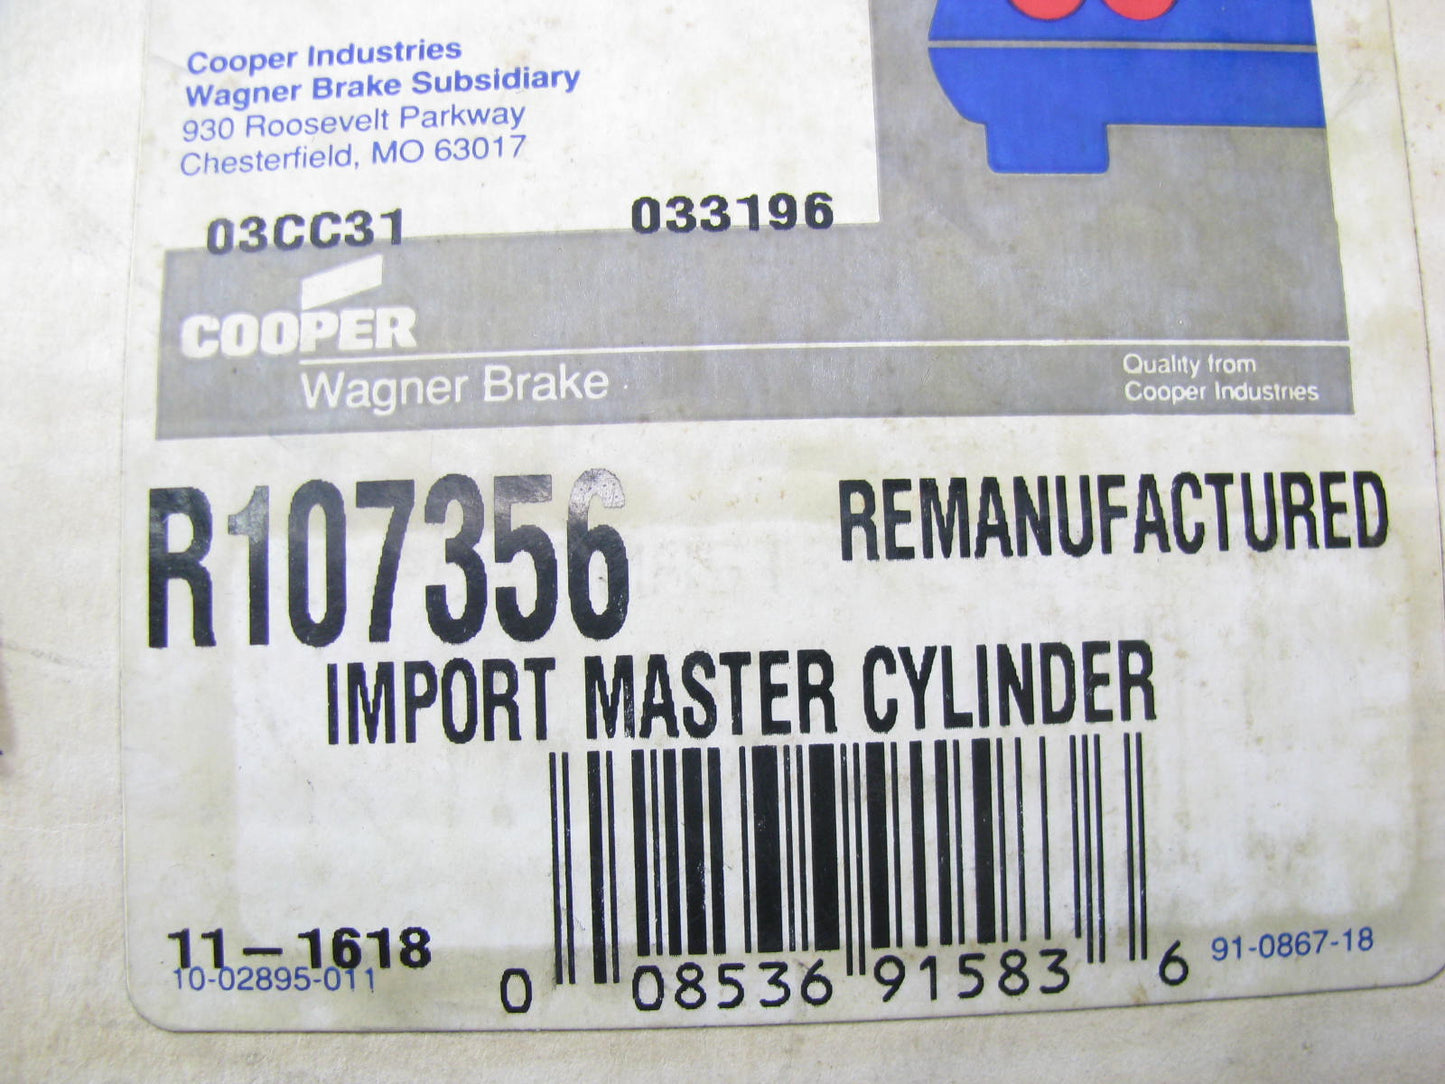 Cooper Industries
Wagner Brake Subsidiary
930 Roosevelt Parkway
Chesterfield, MO 63017
03CC31 033196
COOPER
Wagner Brake
Quality from
Cooper Industries
R107356 REMANUFACTURED
IMPORT MASTER CYLINDER
11-1618
10-02895-011
0 08536 91583 6
91-0867-18